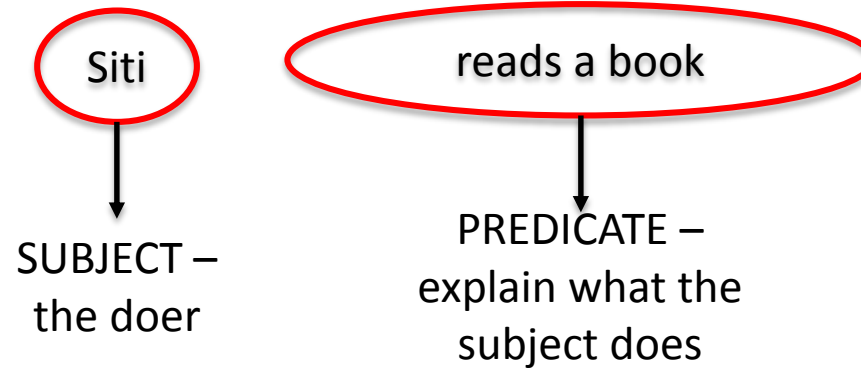 Siti
reads a book
SUBJECT –
the doer
PREDICATE –
explain what the
subject does